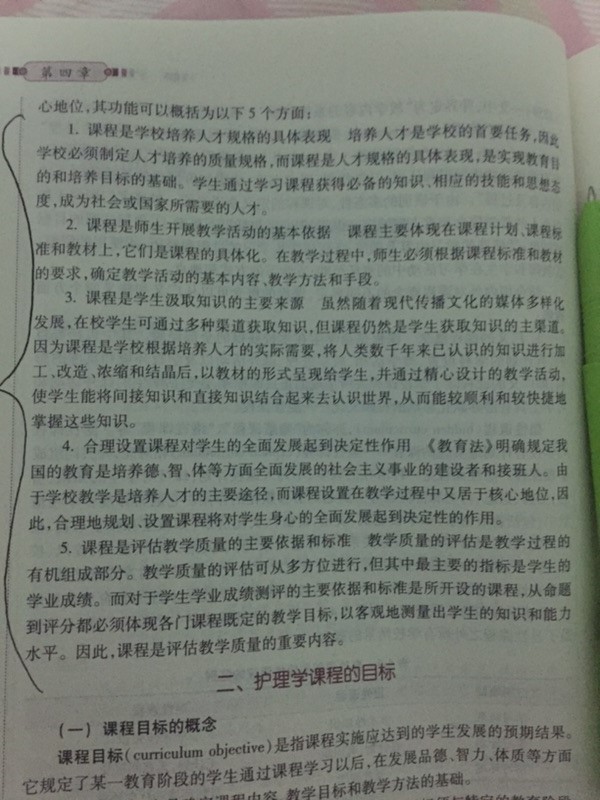 第四章
心地位,其功能可以概括为以下5个方面:
1. 课程是学校培养人才规格的具体表现 培养人才是学校的首要任务,因此
学校必须制定人才培养的质量规格,而课程是人才规格的具体表现,是实现教育目
的和培养目标的基础。学生通过学习课程获得必备的知识、相应的技能和思想态
度,成为社会或国家所需要的人才。
2. 课程是师生开展教学活动的基本依据 课程主要体现在课程计划、课程标
准和教材上,它们是课程的具体化。在教学过程中,师生必须根据课程标准和教材
的要求,确定教学活动的基本内容、教学方法和手段。
3. 课程是学生汲取知识的主要来源 虽然随着现代传播文化的媒体多样化
发展,在校学生可通过多种渠道获取知识,但课程仍然是学生获取知识的主渠道。
因为课程是学校根据培养人才的实际需要,将人类数千年来已认识的知识进行加
工、改造、浓缩和结晶后,以教材的形式呈现给学生,并通过精心设计的教学活动,
使学生能将间接知识和直接知识结合起来去认识世界,从而能较顺利和较快捷地
掌握这些知识。
4. 合理设置课程对学生的全面发展起到决定性作用 《教育法》明确规定我
国的教育是培养德、智、体等方面全面发展的社会主义事业的建设者和接班人。由
于学校教学是培养人才的主要途径,而课程设置在教学过程中又居于核心地位,因
此,合理地规划、设置课程将对学生身心的全面发展起到决定性的作用。
5. 课程是评估教学质量的主要依据和标准 教学质量的评估是教学过程的
有机组成部分。教学质量的评估可从多方位进行,但其中最主要的指标是学生的
学业成绩。而对于学生学业成绩测评的主要依据和标准是所开设的课程,从命题
到评分都必须体现各门课程既定的教学目标,以客观地测量出学生的知识和能力
水平。因此,课程是评估教学质量的重要内容。
二、护理学课程的目标
(一) 课程目标的概念
课程目标(curriculum objective)是指课程实施应达到的学生发展的预期结果。
它规定了某一教育阶段的学生通过课程学习以后,在发展品德、智力、体质等方面
课程内容、教学目标和教学方法的基础。